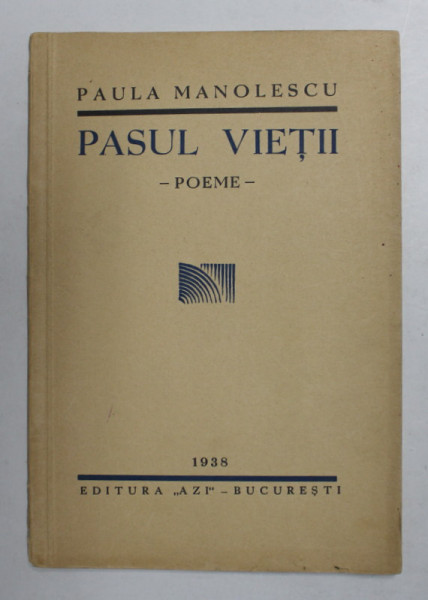 PAULA MANOLESCU
PASUL VIEȚII
– POEME –
1938
EDITURA „AZI“ – BUCUREȘTI